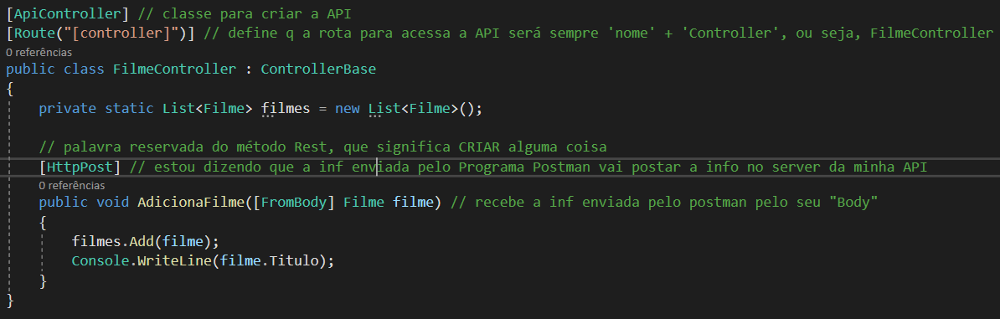 [ApiController] // classe para criar a API
[Route("[controller]")] // define q a rota para acessa a API será sempre 'nome' + 'Controller', ou seja, FilmeController
0 referências
public class FilmeController : ControllerBase
{
private static List<Filme> filmes = new List<Filme>();
// palavra reservada do método Rest, que significa CRIAR alguma coisa
[HttpPost] // estou dizendo que a inf enviada pelo Programa Postman vai postar a info no server da minha API
0 referências
public void AdicionaFilme([FromBody] Filme filme) // recebe a inf enviada pelo postman pelo seu "Body"
{
filmes.Add(filme);
Console.WriteLine(filme.Titulo);
}
}